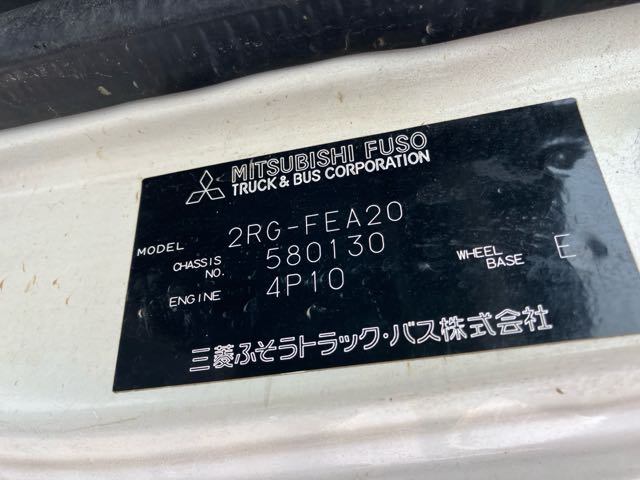 MITSUBISHI FUSO
TRUCK & BUS CORPORATION
MODEL 2RG-FEA20
CHASSIS NO. 580130
WHEEL BASE E
ENGINE 4P10
三菱ふそうトラック・バス株式会社